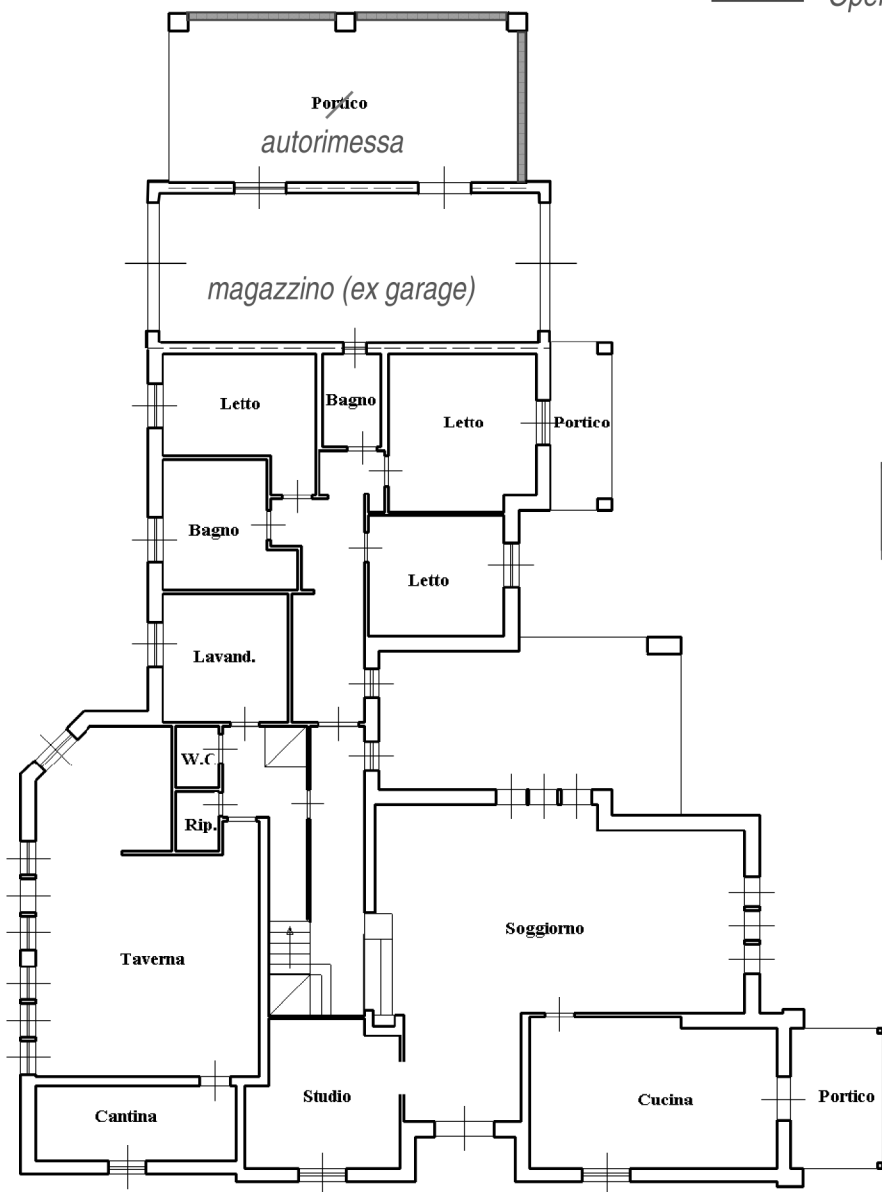 Portico
autorimessa
magazzino (ex garage)
Letto
Bagno
Letto
Portico
Bagno
Letto
Lavand.
W.C.
Rip.
Soggiorno
Taverna
Studio
Cucina
Portico
Cantina